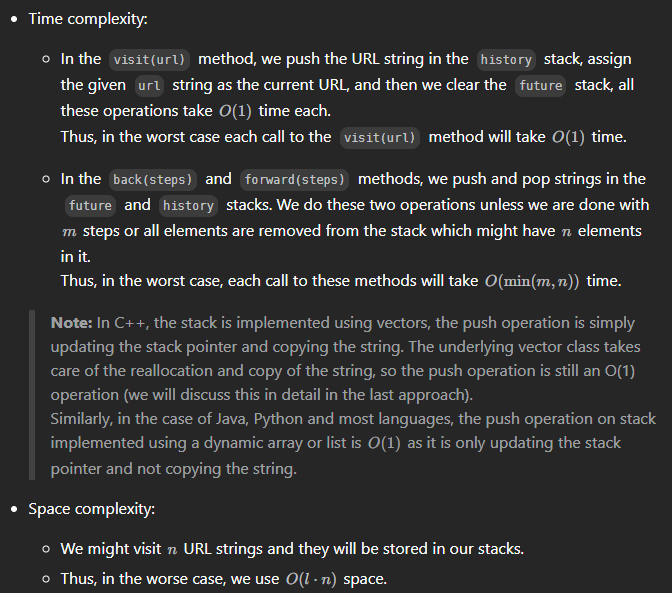 • Time complexity:
◦ In the visit(url) method, we push the URL string in the history stack, assign
the given url string as the current URL, and then we clear the future stack, all
these operations take O(1) time each.
Thus, in the worst case each call to the visit(url) method will take O(1) time.
◦ In the back(steps) and forward(steps) methods, we push and pop strings in the
future and history stacks. We do these two operations unless we are done with
m steps or all elements are removed from the stack which might have n elements
in it.
Thus, in the worst case, each call to these methods will take O(min(m, n)) time.
Note: In C++, the stack is implemented using vectors, the push operation is simply
updating the stack pointer and copying the string. The underlying vector class takes
care of the reallocation and copy of the string, so the push operation is still an O(1)
operation (we will discuss this in detail in the last approach).
Similarly, in the case of Java, Python and most languages, the push operation on stack
implemented using a dynamic array or list is O(1) as it is only updating the stack
pointer and not copying the string.
• Space complexity:
◦ We might visit n URL strings and they will be stored in our stacks.
◦ Thus, in the worse case, we use O(l · n) space.